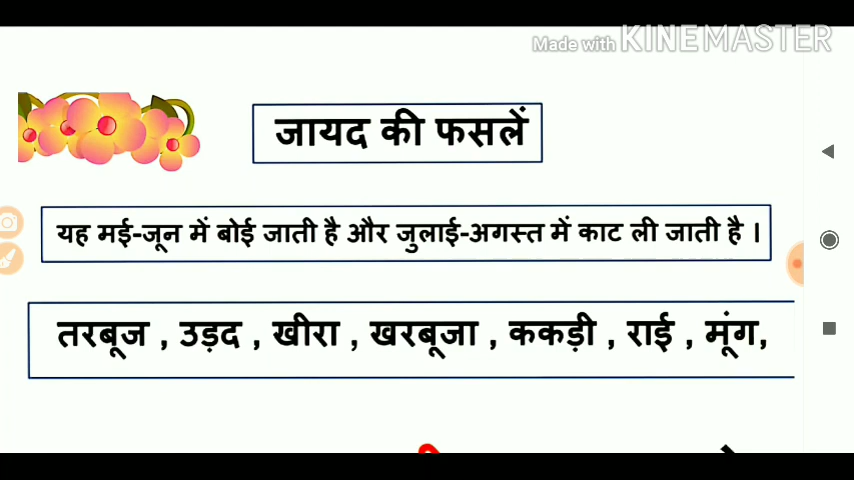 Made with KINEMASTER
जायद की फसलें
यह मई-जून में बोई जाती है और जुलाई-अगस्त में काट ली जाती है ।
तरबूज , उड़द , खीरा , खरबूजा , ककड़ी , राई , मूंग,